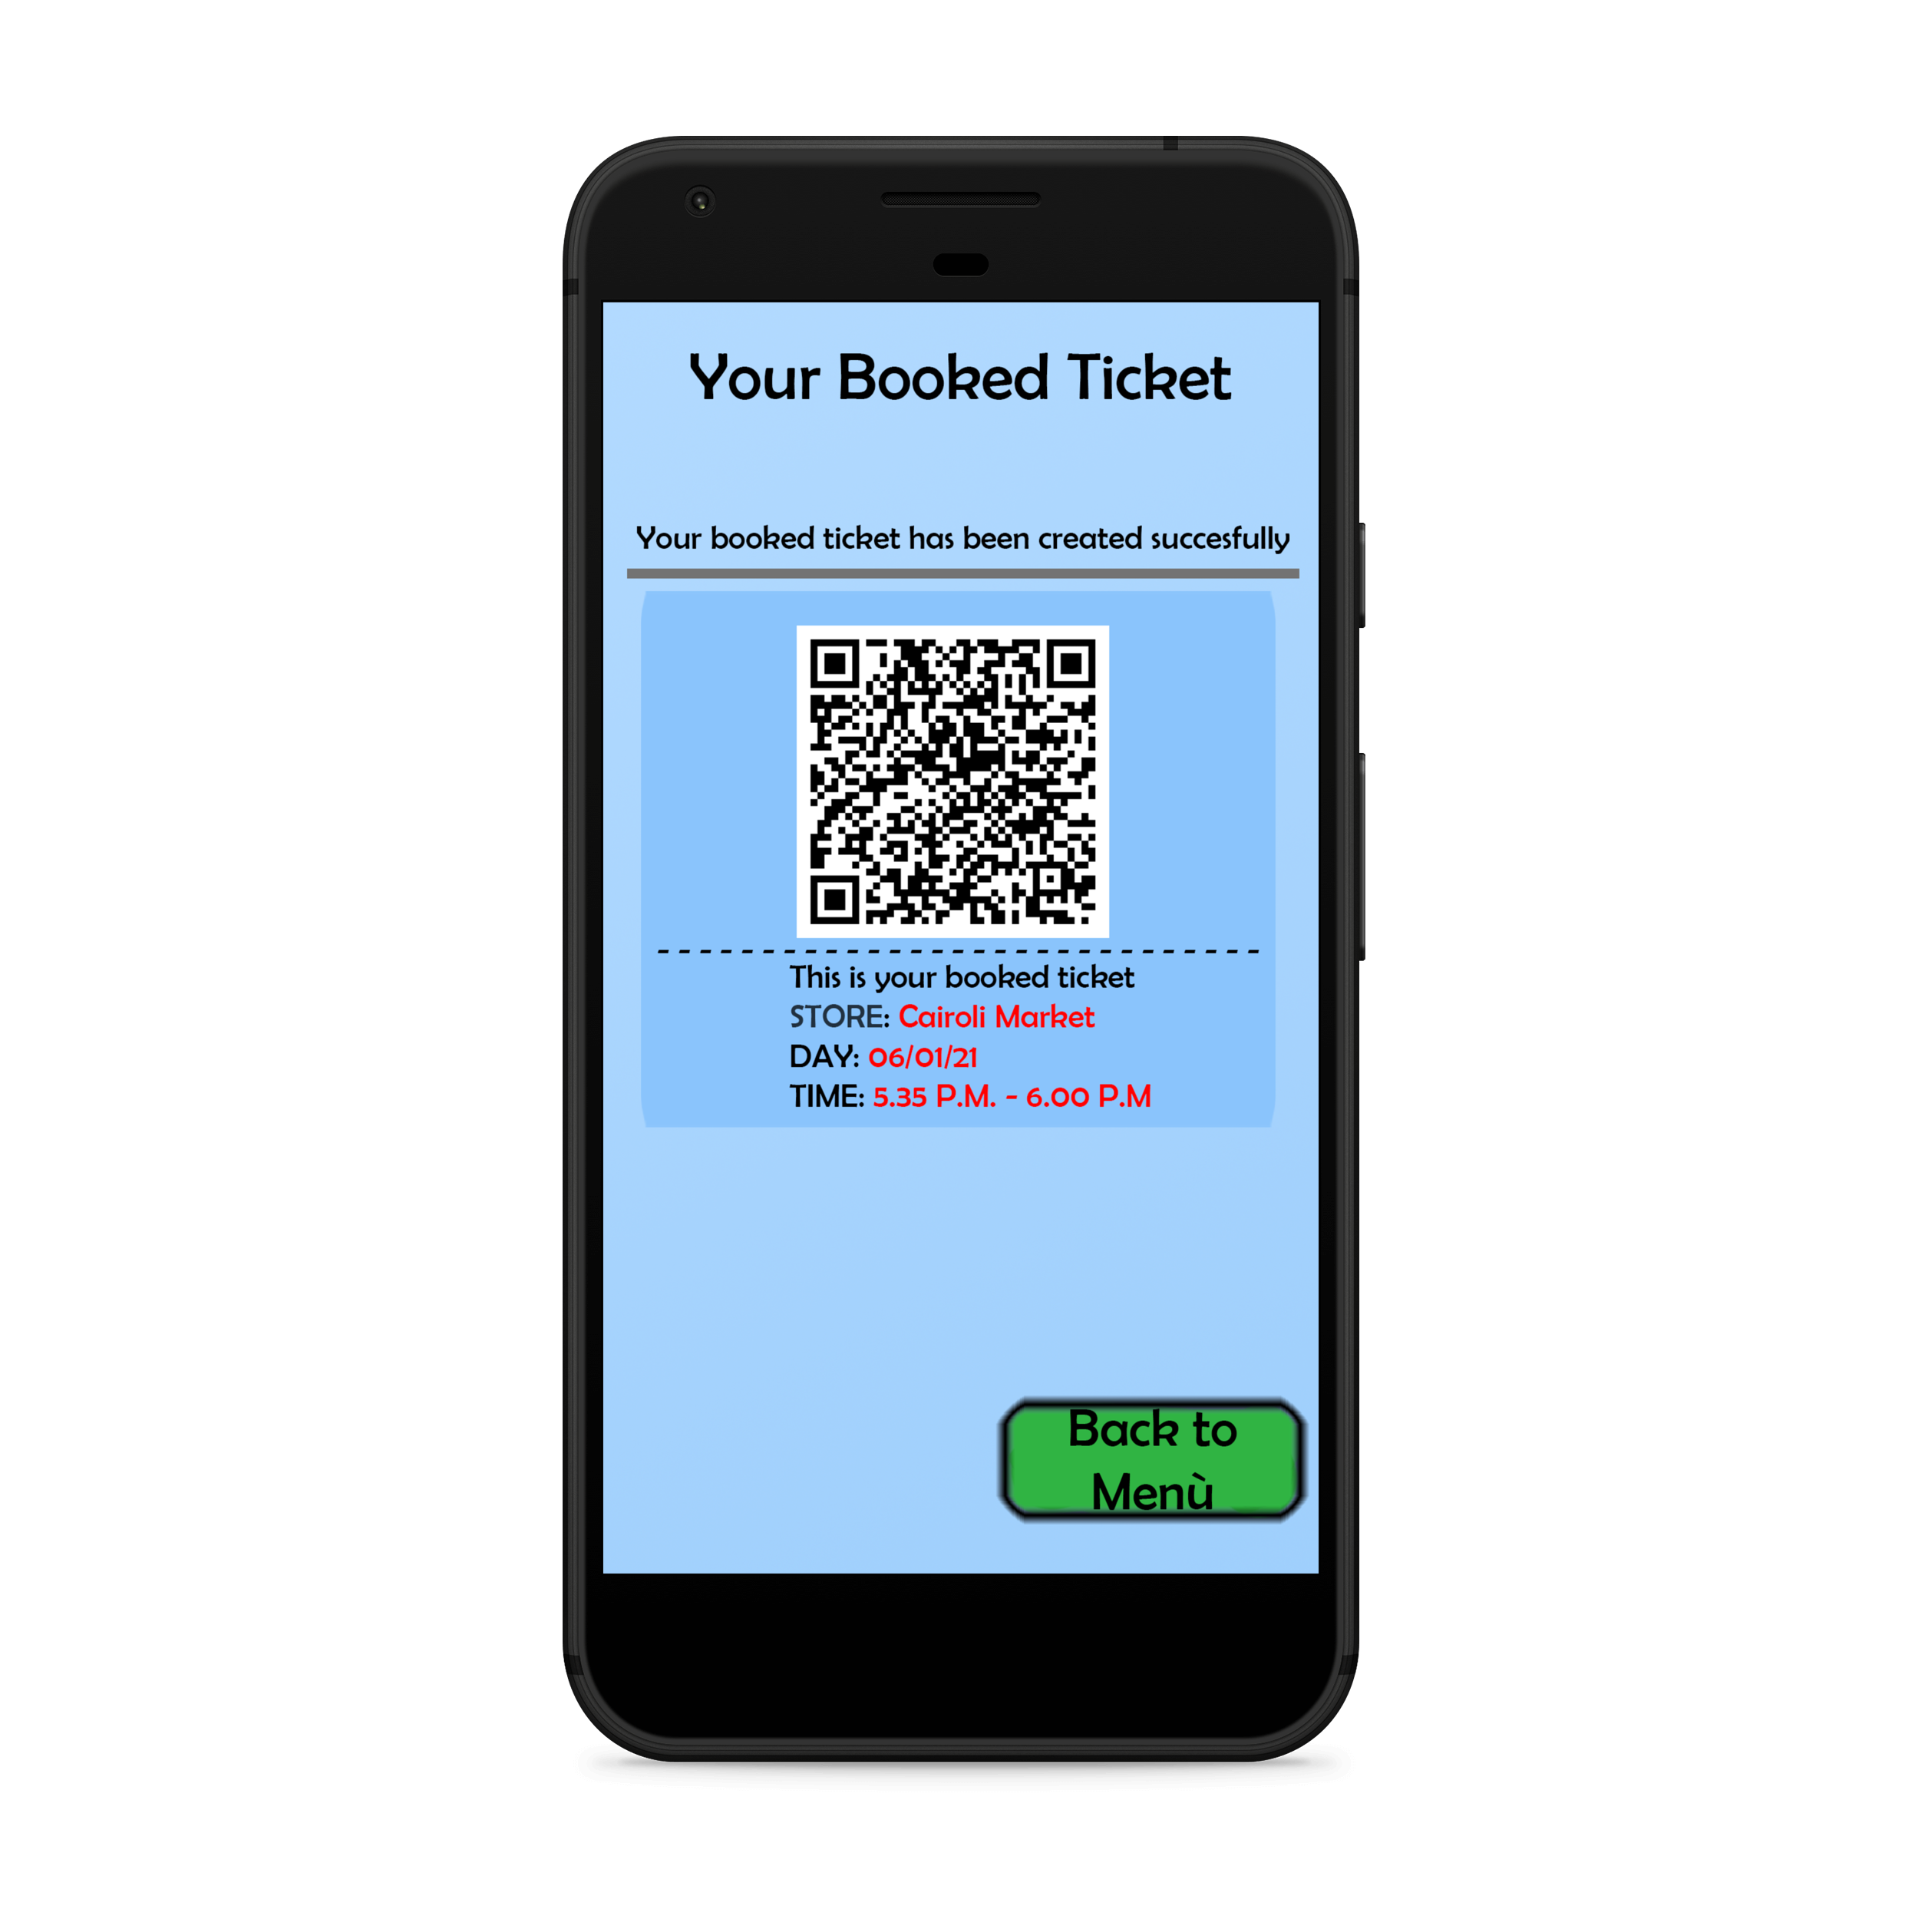 Your Booked Ticket
Your booked ticket has been created succesfully
This is your booked ticket
STORE: Cairoli Market
DAY: 06/01/21
TIME: 5.35 P.M. - 6.00 P.M
Back to
Menù